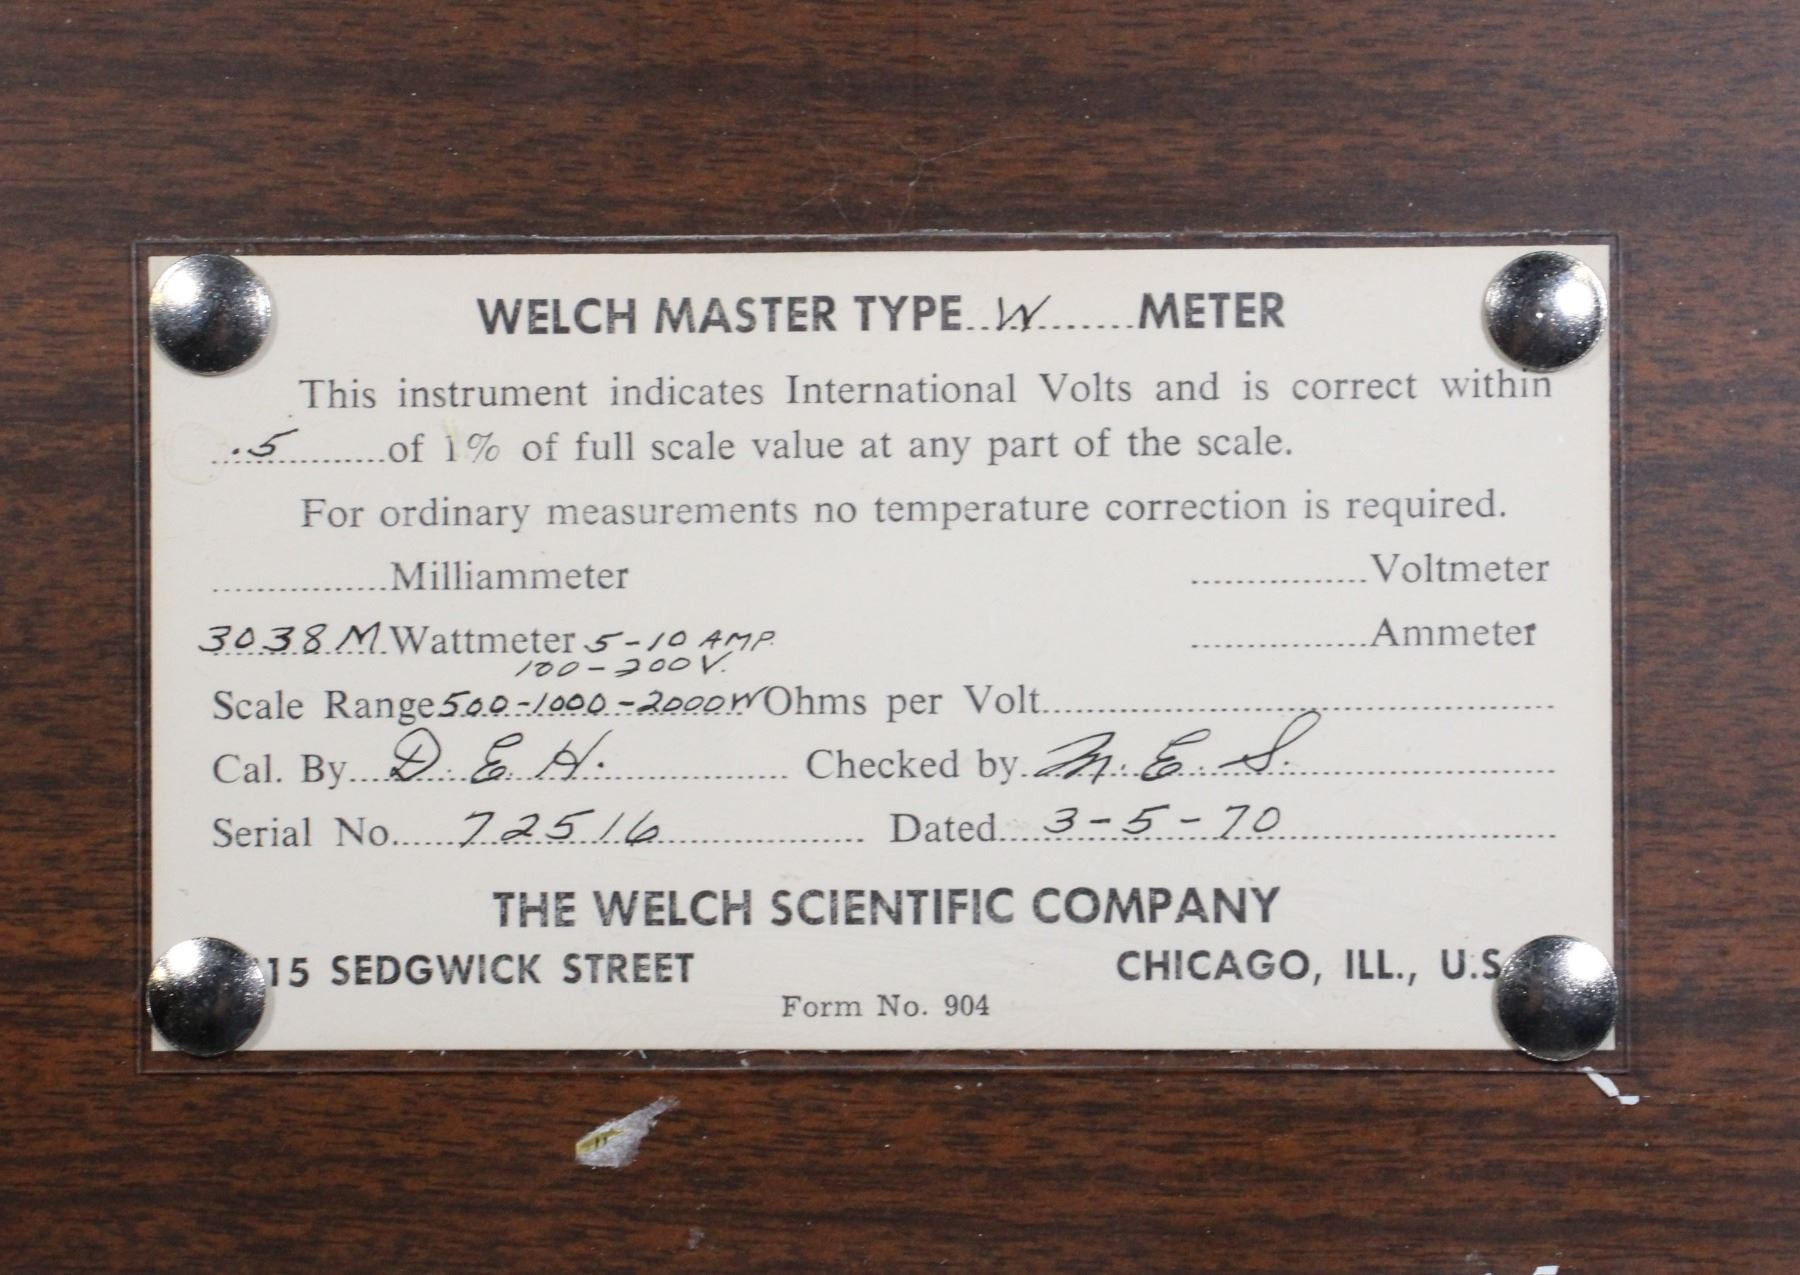 WELCH MASTER TYPE..W.......METER
This instrument indicates International Volts and is correct within
.5............of 1% of full scale value at any part of the scale.
For ordinary measurements no temperature correction is required.
................Milliammeter ................Voltmeter
3038M Wattmeter 5-10 AMP. ................Ammeter
100-200V.
Scale Range 500-1000-2000W Ohms per Volt................
Cal. By....D. E. H................. Checked by. M. E. S.................
Serial No......72516................. Dated....3-5-70................
THE WELCH SCIENTIFIC COMPANY
15 SEDGWICK STREET CHICAGO, ILL., U.S
Form No. 904